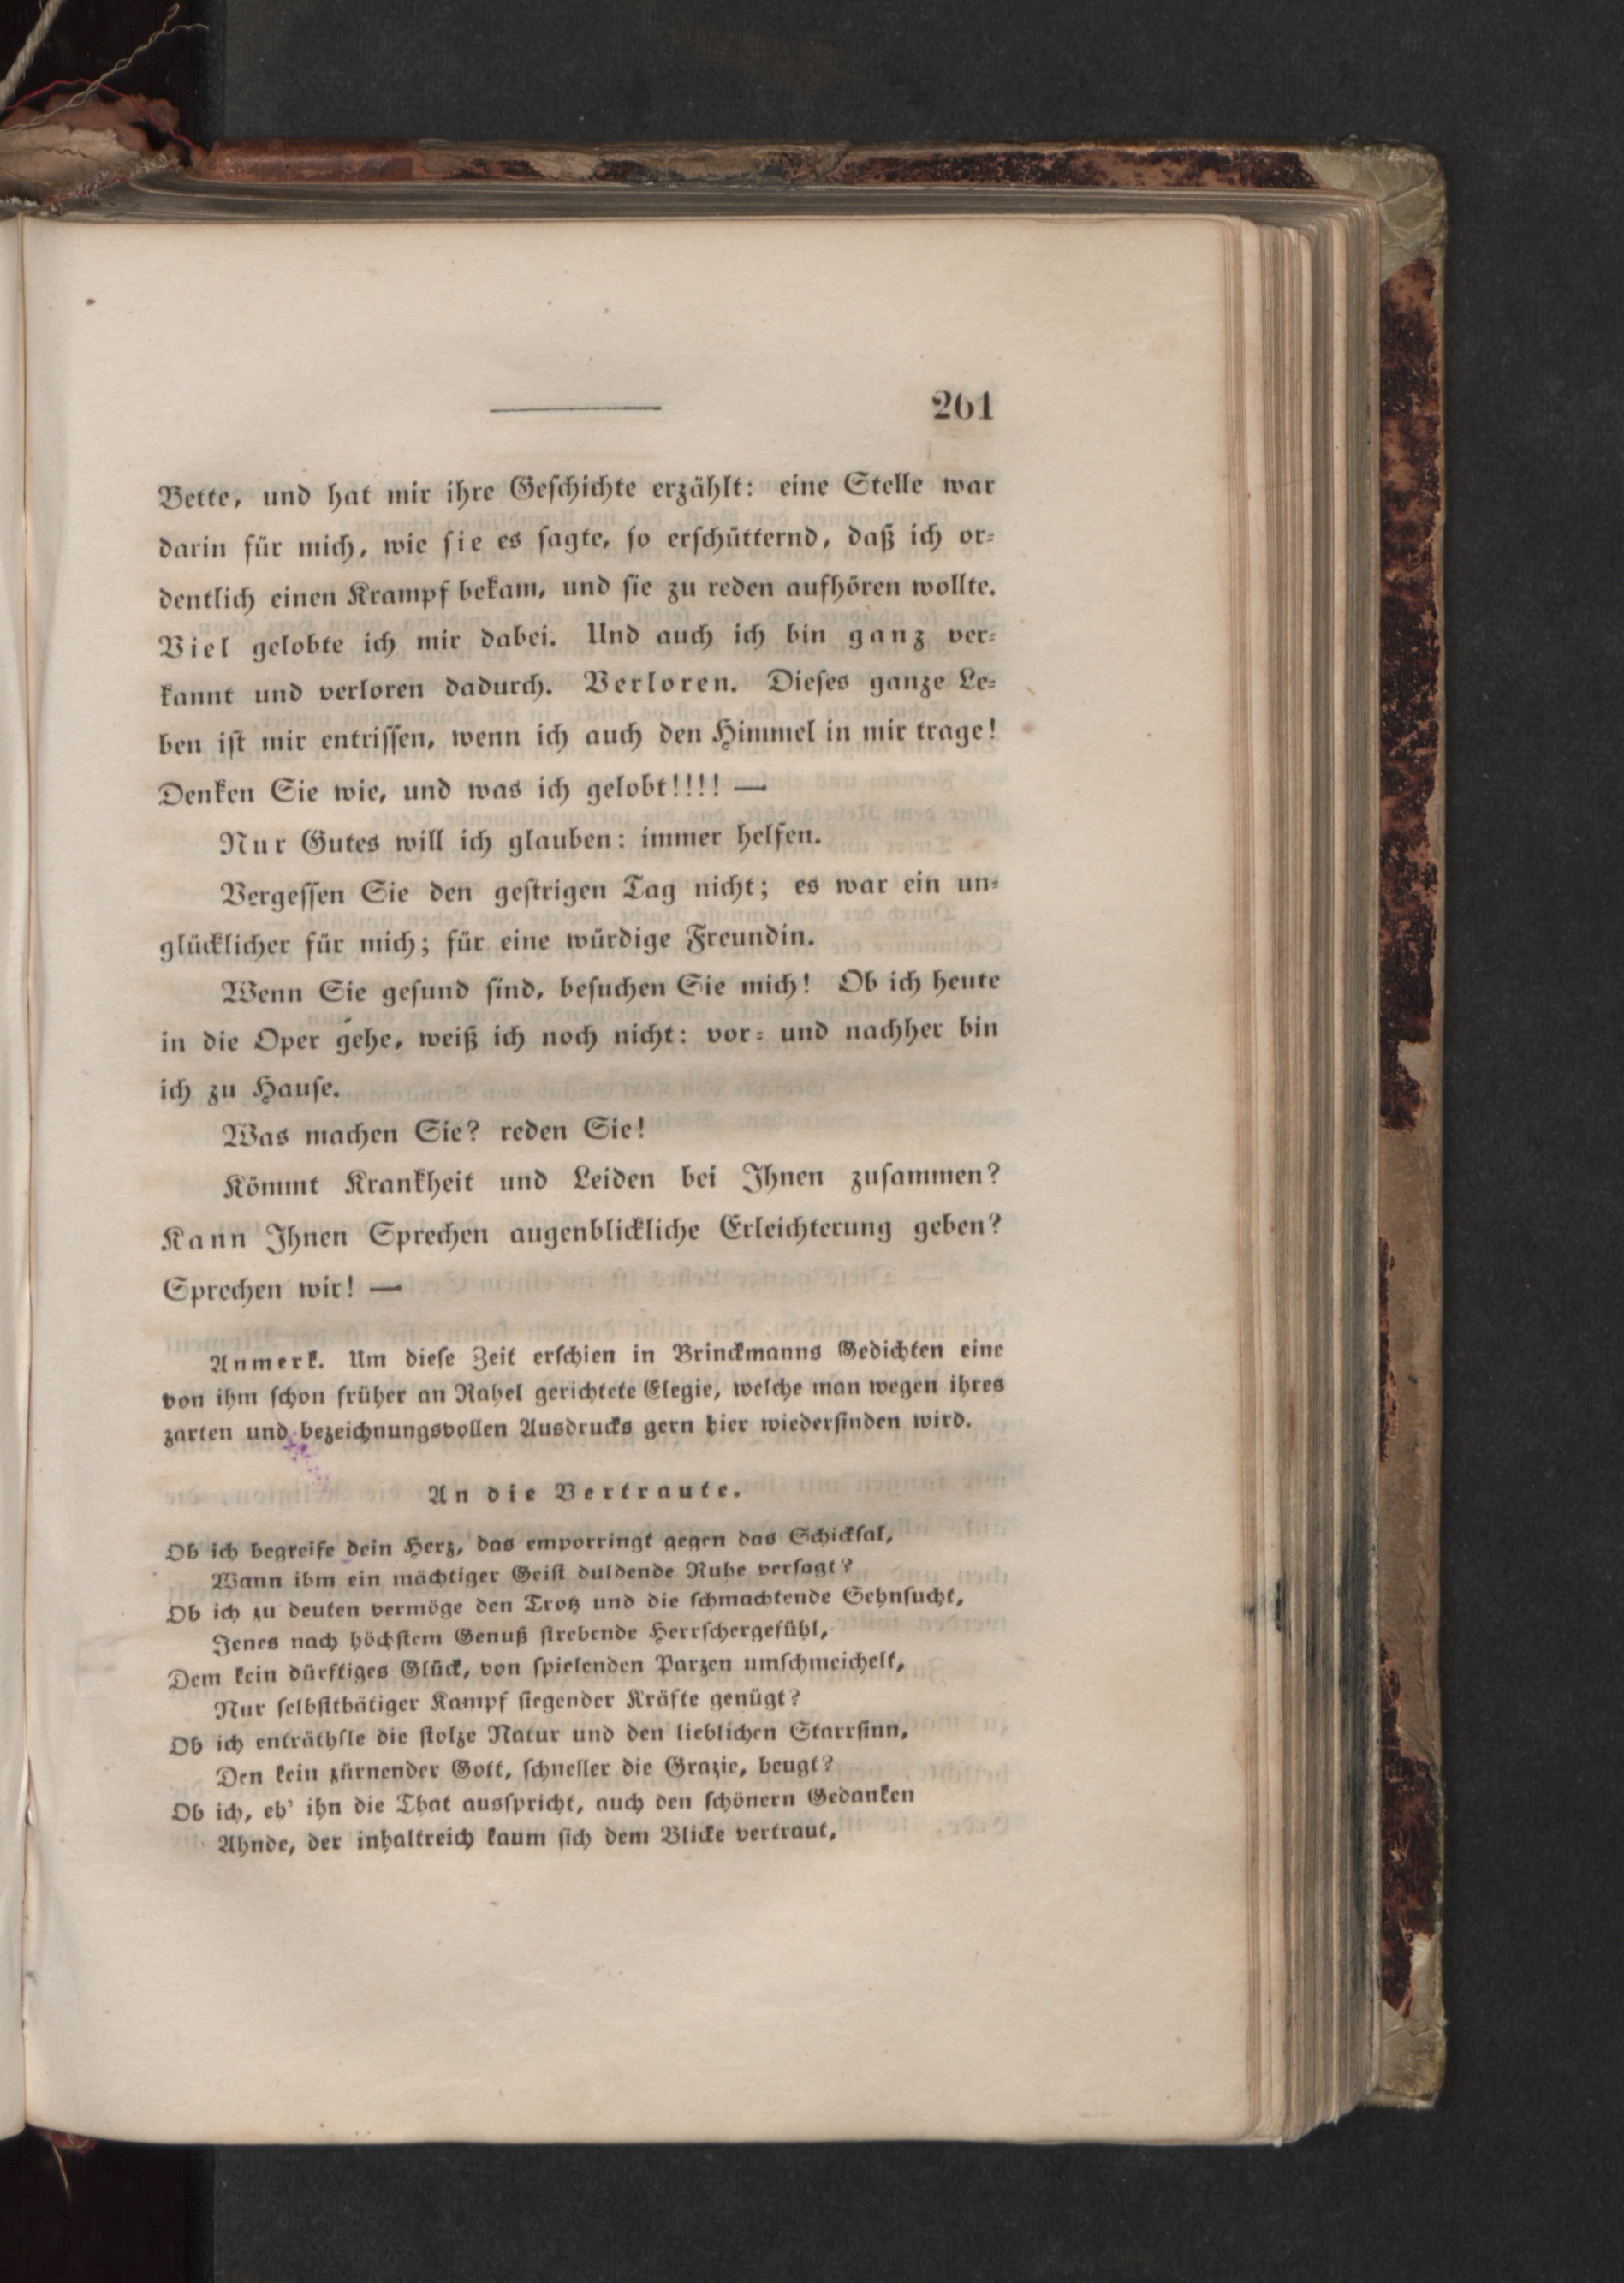 261
Bette, und hat mir ihre Geschichte erzählt: eine Stelle war
darin für mich, wie sie es sagte, so erschütternd, daß ich or-
dentlich einen Krampf bekam, und sie zu reden aufhören wollte.
Viel gelobte ich mir dabei. Und auch ich bin ganz ver-
kannt und verloren dadurch. Verloren. Dieses ganze Le-
ben ist mir entrissen, wenn ich auch den Himmel in mir trage!
Denken Sie wie, und was ich gelobt!!!! —
Nur Gutes will ich glauben: immer helfen.
Vergessen Sie den gestrigen Tag nicht; es war ein un-
glücklicher für mich; für eine würdige Freundin.
Wenn Sie gesund sind, besuchen Sie mich! Ob ich heute
in die Oper gehe, weiß ich noch nicht: vor- und nachher bin
ich zu Hause.
Was machen Sie? reden Sie!
Kömmt Krankheit und Leiden bei Ihnen zusammen?
Kann Ihnen Sprechen augenblickliche Erleichterung geben?
Sprechen wir! —
Anmerk. Um diese Zeit erschien in Brinckmanns Gedichten eine
von ihm schon früher an Rahel gerichtete Elegie, welche man wegen ihres
zarten und bezeichnungsvollen Ausdrucks gern hier wiederfinden wird.
An die Vertraute.
Ob ich begreife dein Herz, das emporringt gegen das Schicksal,
Wann ihm ein mächtiger Geist duldende Ruhe versagt?
Ob ich zu deuten vermöge den Trotz und die schmachtende Sehnsucht,
Jenes nach höchstem Genuß strebende Herrschergefühl,
Dem kein dürftiges Glück, von spielenden Parzen umschmeichelt,
Nur selbstthätiger Kampf siegender Kräfte genügt?
Ob ich enträthsle die stolze Natur und den lieblichen Starrsinn,
Den kein zürnender Gott, schneller die Grazie, beugt?
Ob ich, eh' ihn die That ausspricht, auch den schönern Gedanken
Ahnde, der inhaltreich kaum sich dem Blicke vertraut,